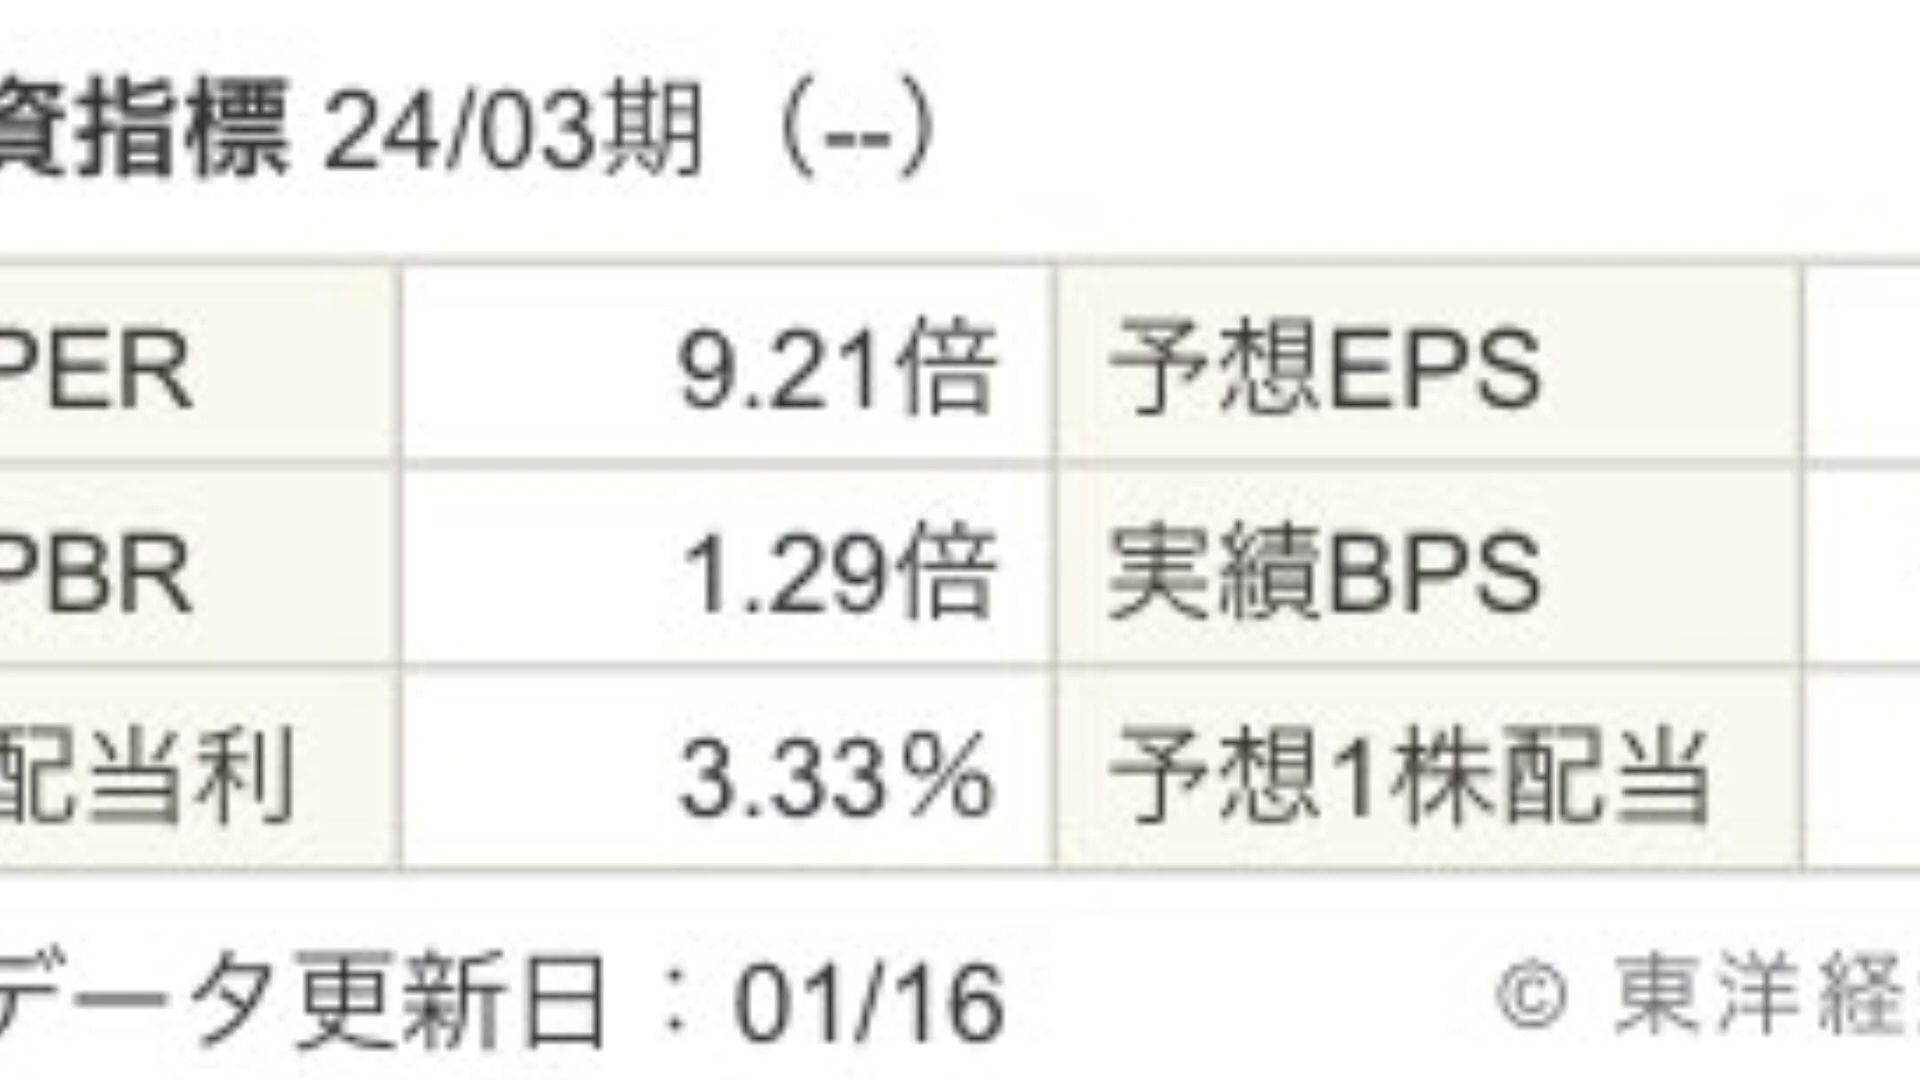 資指標 24/03期（--）
PER 9.21倍 予想EPS
PBR 1.29倍 実績BPS
配当利 3.33％ 予想1株配当
データ更新日：01/16 © 東洋経